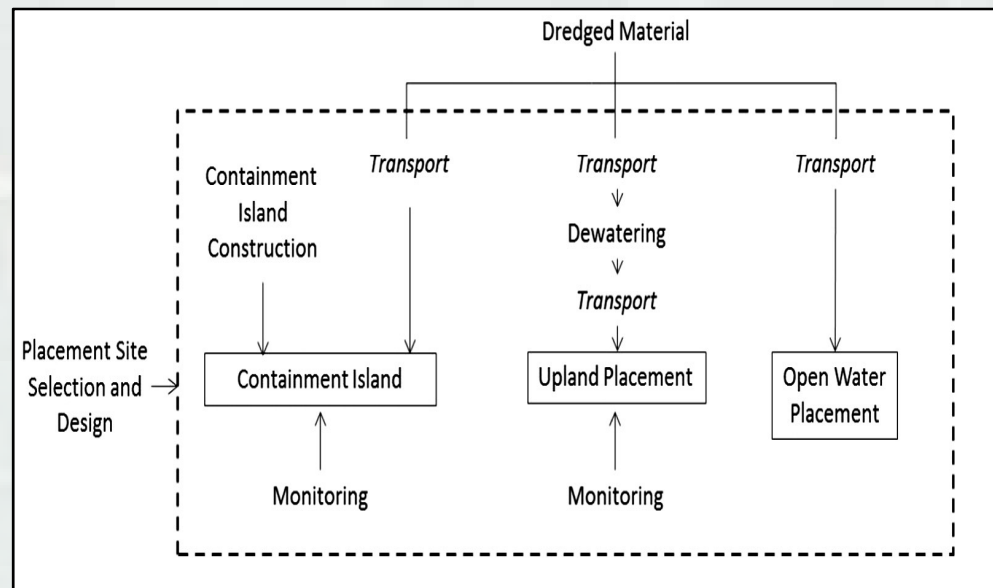 Dredged Material
Containment
Island
Construction
Transport
Transport
Transport
Dewatering
Transport
Placement Site
Selection and
Design
Containment Island
Upland Placement
Open Water
Placement
Monitoring
Monitoring